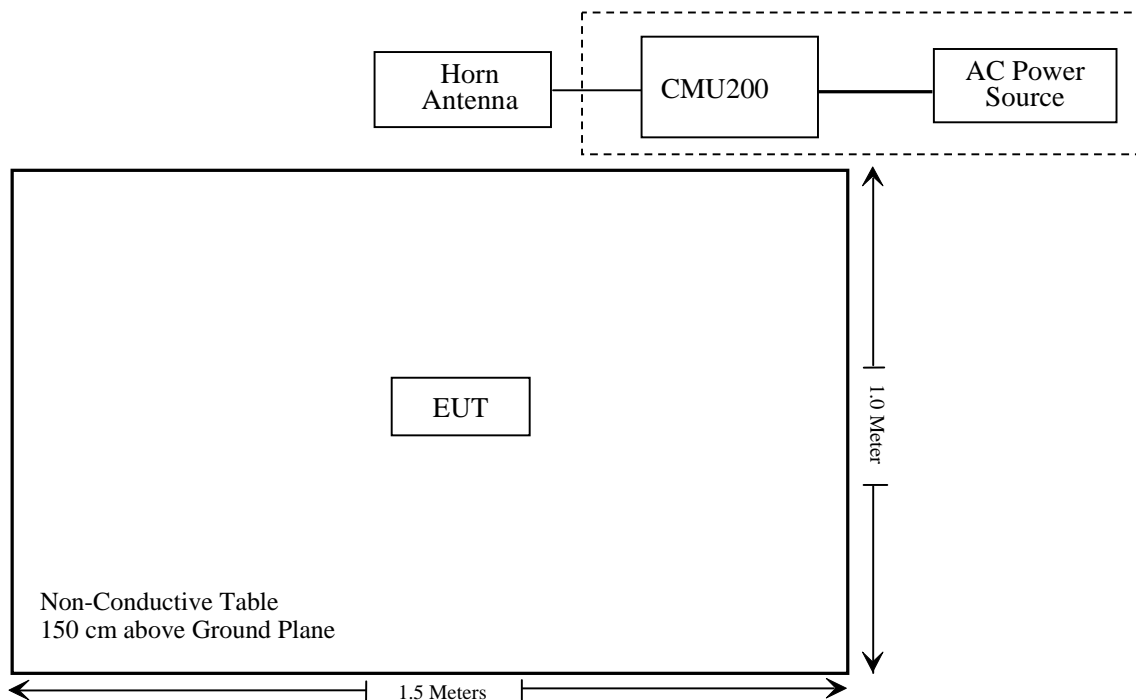 Horn
Antenna
CMU200
AC Power
Source
EUT
1.0 Meter
Non-Conductive Table
150 cm above Ground Plane
1.5 Meters